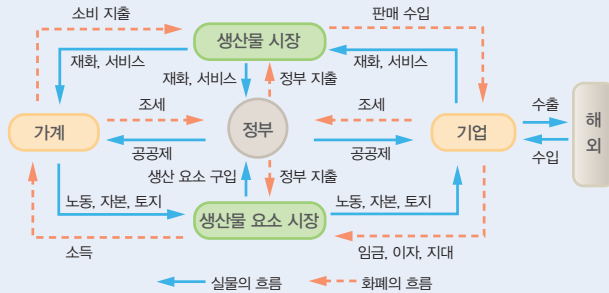 소비 지출
판매 수입
생산물 시장
재화, 서비스
재화, 서비스
정부 지출
재화, 서비스
조세
조세
수출
해외
가계
정부
기업
수입
공공제
공공제
생산 요소 구입
정부 지출
노동, 자본, 토지
생산물 요소 시장
노동, 자본, 토지
소득
임금, 이자, 지대
실물의 흐름
화폐의 흐름